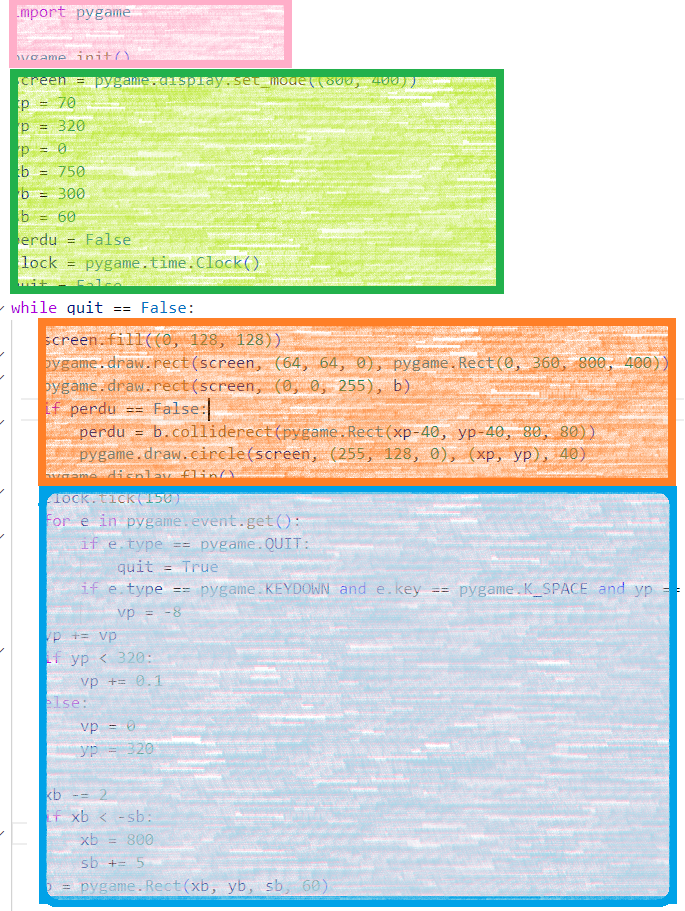 import pygame
pygame.init()
screen = pygame.display.set_mode((800, 400))
xp = 70
yp = 320
vp = 0
xb = 750
yb = 300
sb = 60
perdu = False
clock = pygame.time.Clock()
quit = False
while quit == False:
screen.fill((0, 128, 128))
pygame.draw.rect(screen, (64, 64, 0), pygame.Rect(0, 360, 800, 400))
pygame.draw.rect(screen, (0, 0, 255), b)
if perdu == False:
perdu = b.colliderect(pygame.Rect(xp-40, yp-40, 80, 80))
pygame.draw.circle(screen, (255, 128, 0), (xp, yp), 40)
pygame.display.flip()
clock.tick(150)
for e in pygame.event.get():
if e.type == pygame.QUIT:
quit = True
if e.type == pygame.KEYDOWN and e.key == pygame.K_SPACE and yp ==
vp = -8
yp += vp
if yp < 320:
vp += 0.1
else:
vp = 0
yp = 320
xb -= 2
if xb < -sb:
xb = 800
sb += 5
b = pygame.Rect(xb, yb, sb, 60)